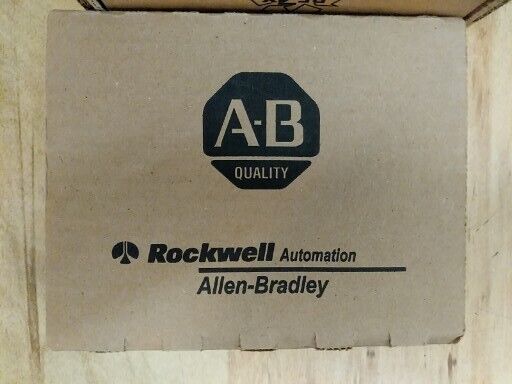 A-B
QUALITY
Rockwell Automation
Allen-Bradley